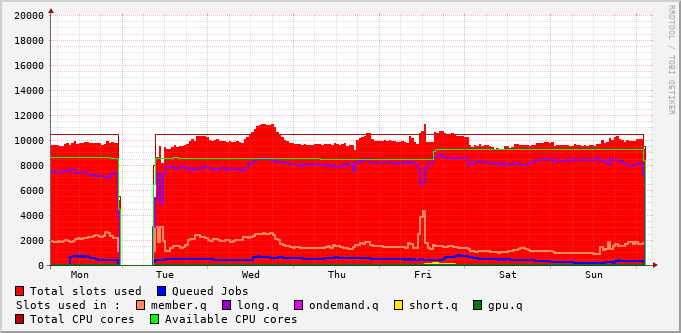 20000
18000
16000
14000
12000
10000
8000
6000
4000
2000
0
Mon Tue Wed Thu Fri Sat Sun
RRDTOOL / TOBI OETIKER
Total slots used Queued Jobs
Slots used in : member.q long.q ondemand.q short.q gpu.q
Total CPU cores Available CPU cores